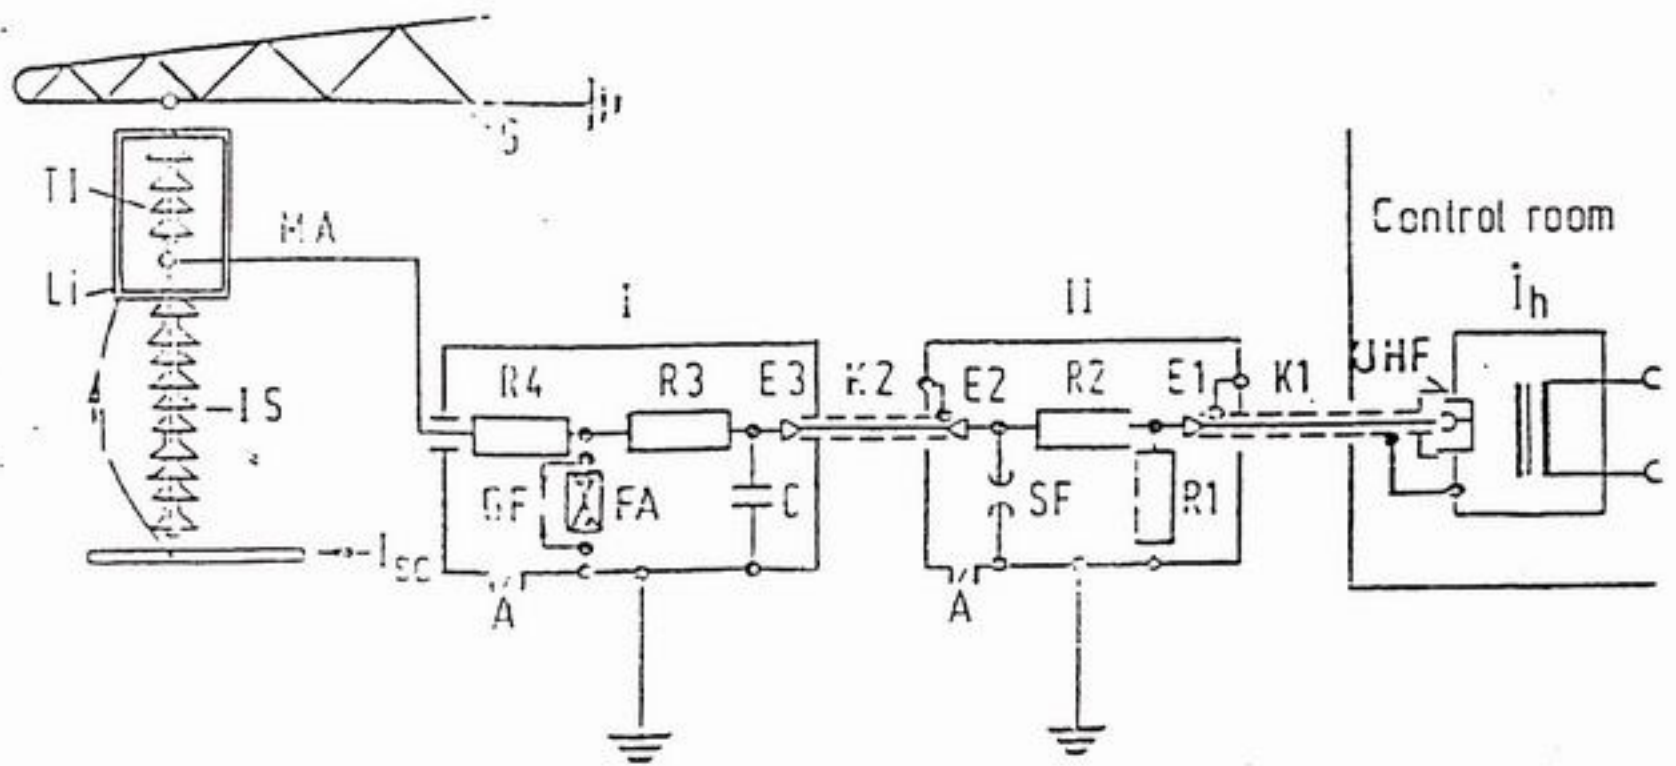 G
TI
MA
Li
IS
I
II
Control room
Ih
R4
R3
E3
K2
E2
R2
E1
K1
UHF
GF
FA
C
SF
R1
Isc
A
A